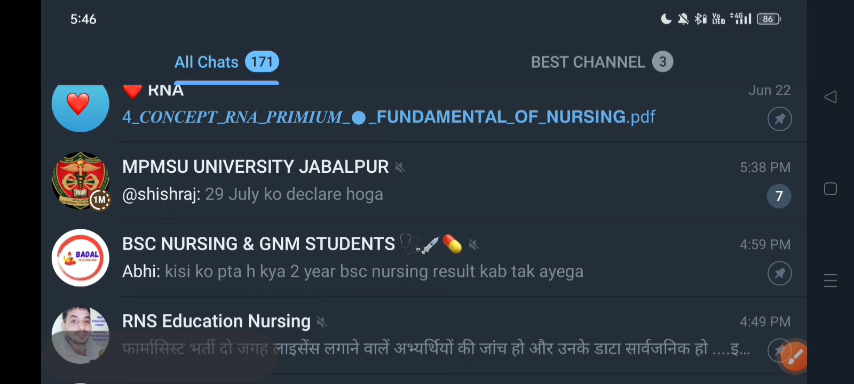 5:46
86
All Chats 171
BEST CHANNEL 3
RNA
Jun 22
4_CONCEPT_RNA_PRIMIUM_🔵_FUNDAMENTAL_OF_NURSING.pdf
MPMSU UNIVERSITY JABALPUR
5:38 PM
@shishraj: 29 July ko declare hoga
7
1M
BSC NURSING & GNM STUDENTS 🩺💉💊
4:59 PM
BADAL
Abhi: kisi ko pta h kya 2 year bsc nursing result kab tak ayega
RNS Education Nursing
4:49 PM
फार्मासिस्ट भर्ती दो जगह लाइसेंस लगाने वालें अभ्यर्थियों की जांच हो और उनके डाटा सार्वजनिक हो ....इ...